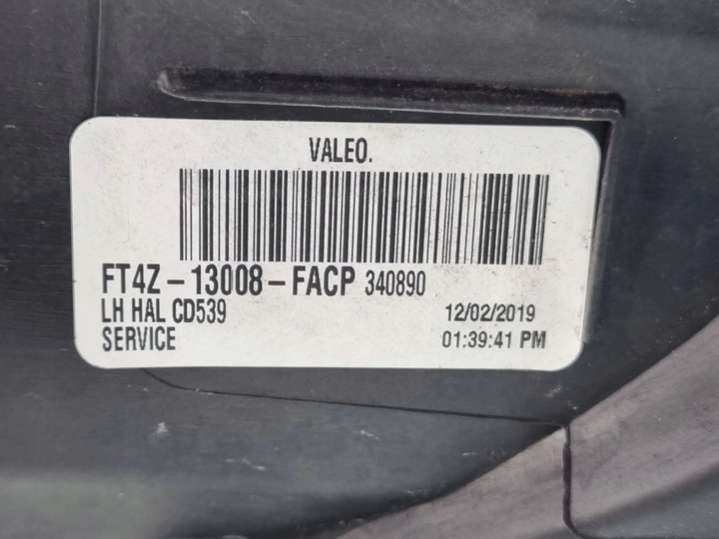 VALEO.
FT4Z-13008-FACP 340890
LH HAL CD539 12/02/2019
SERVICE 01:39:41 PM